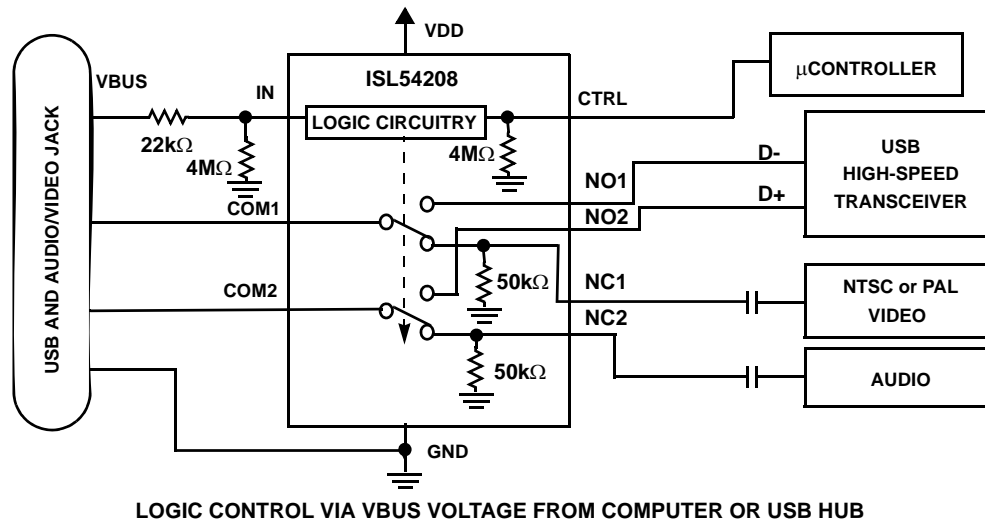 VDD
ISL54208
μCONTROLLER
VBUS
IN
CTRL
LOGIC CIRCUITRY
22kΩ
4MΩ
4MΩ
USB
HIGH-SPEED
TRANSCEIVER
D-
D+
NO1
NO2
COM1
COM2
50kΩ
NC1
NC2
50kΩ
NTSC or PAL
VIDEO
AUDIO
USB AND AUDIO/VIDEO JACK
GND
LOGIC CONTROL VIA VBUS VOLTAGE FROM COMPUTER OR USB HUB